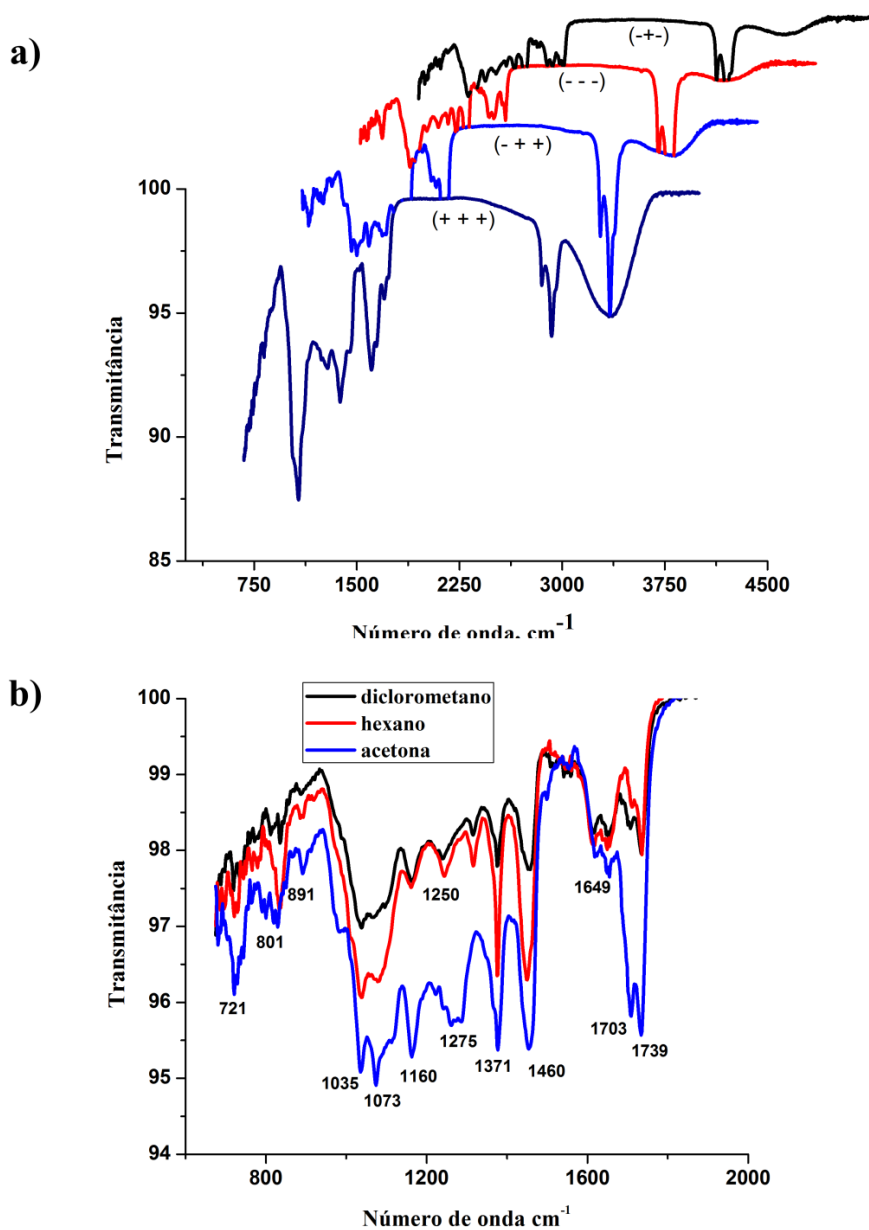 a)
(-+-)
(- - -)
(- + +)
(+ + +)
100
95
90
85
Transmitância
750 1500 2250 3000 3750 4500
Número de onda, cm-1
b)
diclorometano
hexano
acetona
100
99
98
97
96
95
94
Transmitância
721
801
891
1035
1073
1160
1250
1275
1371
1460
1649
1703
1739
800 1200 1600 2000
Número de onda cm-1